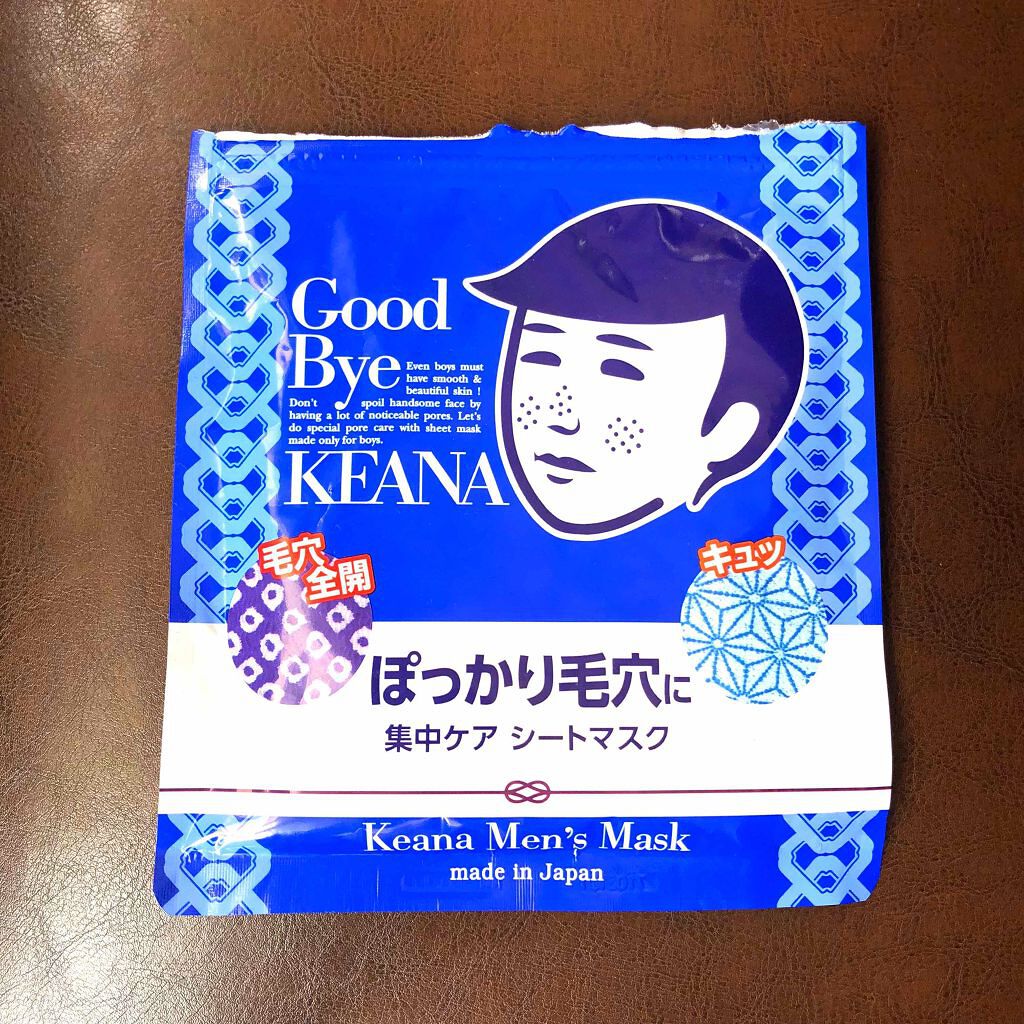 Good
Bye
Even boys must
have smooth &
beautiful skin !
Don't spoil handsome face by
having a lot of noticeable pores. Let's
do special pore care with sheet mask
made only for boys.
KEANA
毛穴
全開
キュッ
ぽっかり毛穴に
集中ケア シートマスク
Keana Men's Mask
made in Japan